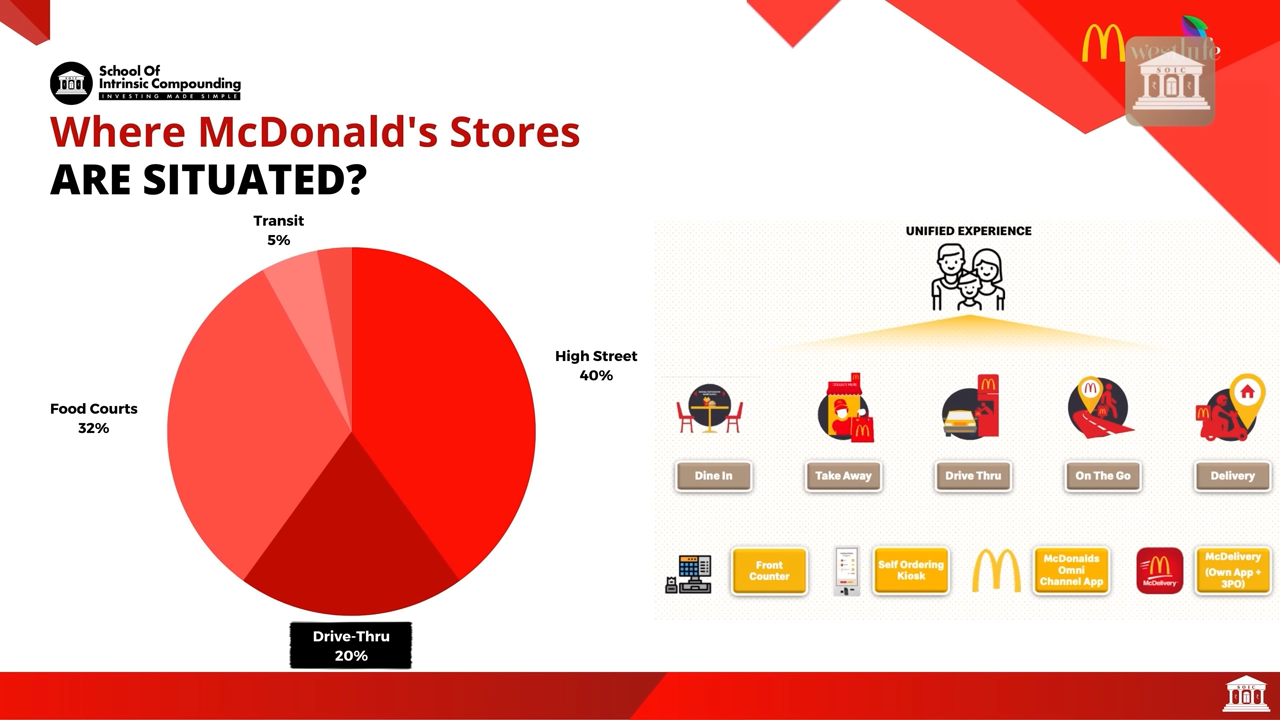 School Of
Intrinsic Compounding
INVESTING MADE SIMPLE
westlife
SOIC
Where McDonald's Stores
ARE SITUATED?
Transit
5%
High Street
40%
Food Courts
32%
Drive-Thru
20%
UNIFIED EXPERIENCE
Dine In
Take Away
Drive Thru
On The Go
Delivery
Front
Counter
Self Ordering
Kiosk
McDonalds
Omni
Channel App
McDelivery
McDelivery
(Own App +
3PO)
SOIC